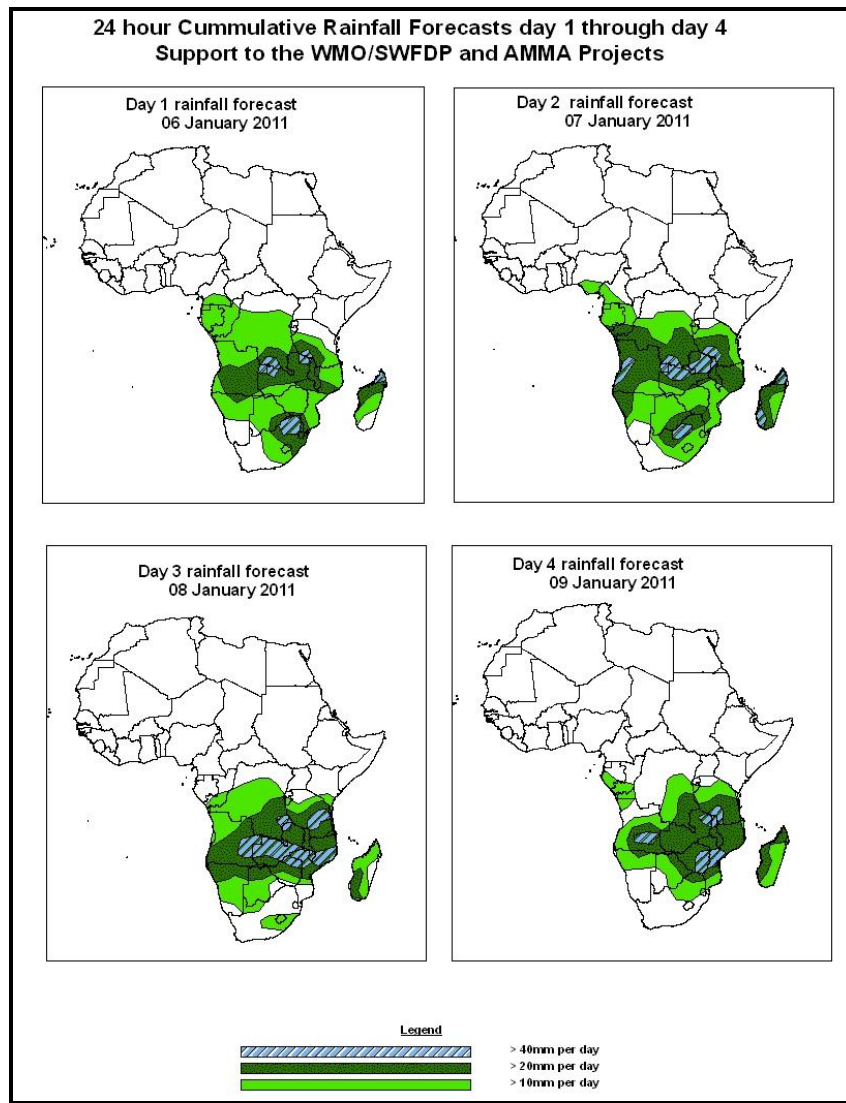 24 hour Cummulative Rainfall Forecasts day 1 through day 4
Support to the WMO/SWFDP and AMMA Projects
Day 1 rainfall forecast
06 January 2011
Day 2 rainfall forecast
07 January 2011
Day 3 rainfall forecast
08 January 2011
Day 4 rainfall forecast
09 January 2011
Legend
> 40mm per day
> 20mm per day
> 10mm per day